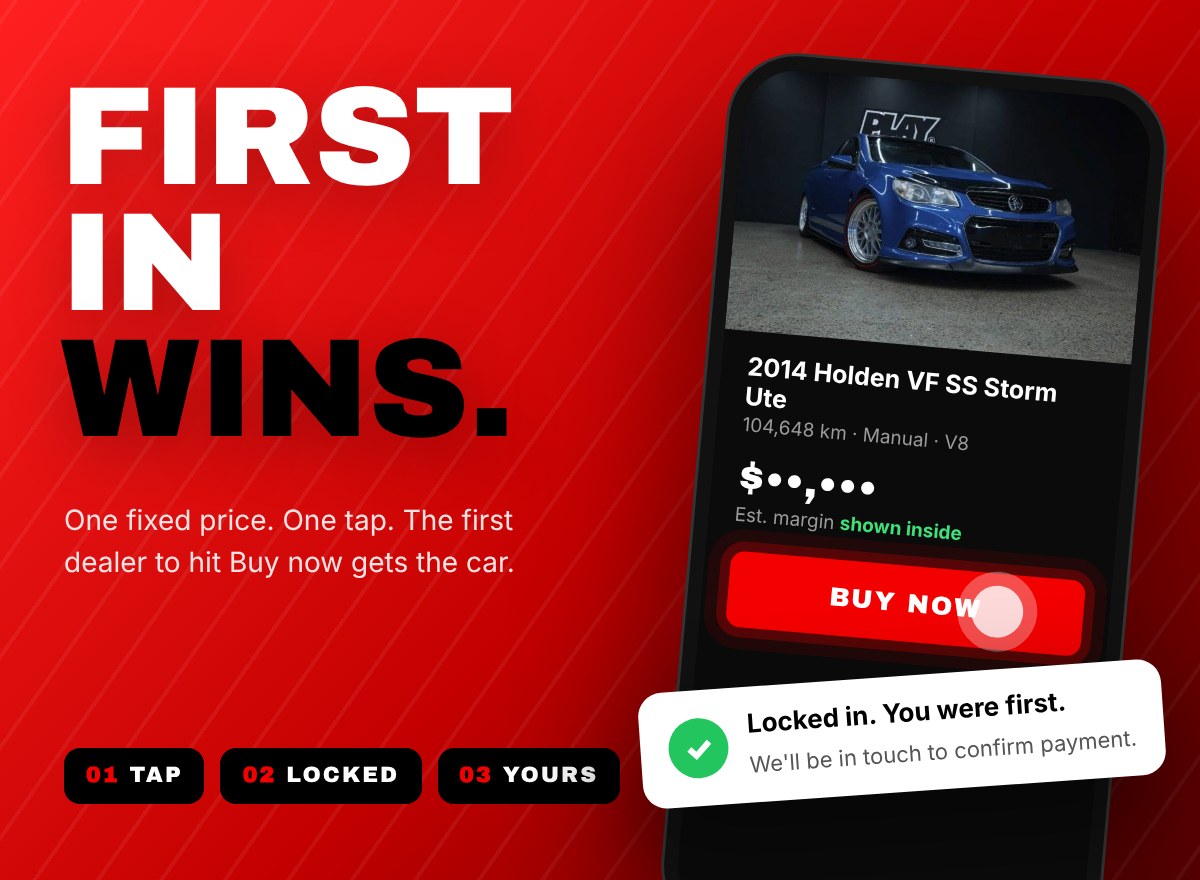 FIRST
IN
WINS.
One fixed price. One tap. The first
dealer to hit Buy now gets the car.
01 TAP
02 LOCKED
03 YOURS
PLAY
2014 Holden VF SS Storm
Ute
104,648 km · Manual · V8
$••,•••
Est. margin shown inside
BUY NOW
Locked in. You were first.
We'll be in touch to confirm payment.